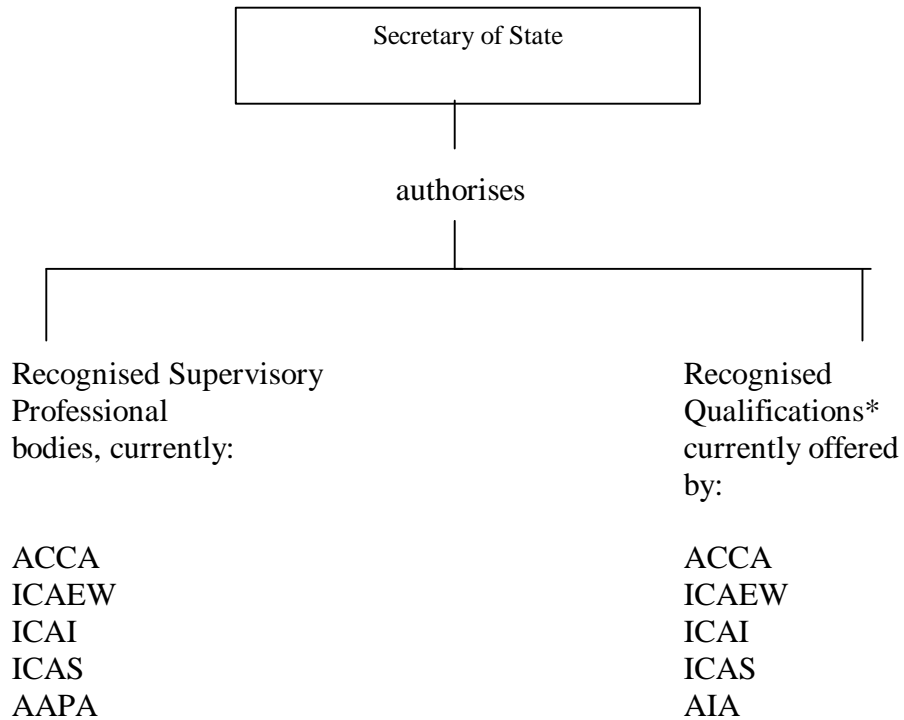 Secretary of State
authorises
Recognised Supervisory
Professional
bodies, currently:
ACCA
ICAEW
ICAI
ICAS
AAPA
Recognised
Qualifications*
currently offered
by:
ACCA
ICAEW
ICAI
ICAS
AIA